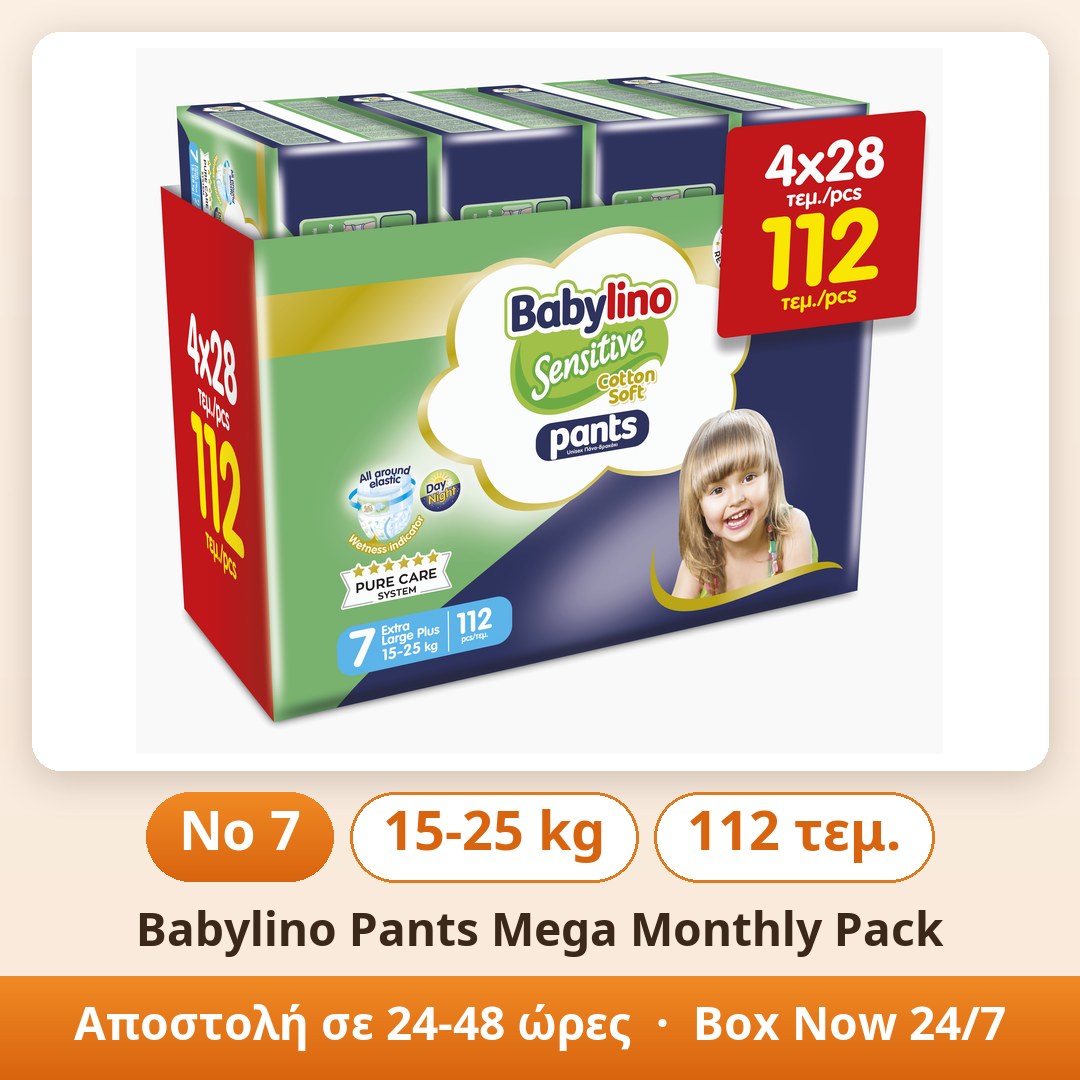 4x28
τεμ./pcs
112
τεμ./pcs
4x28
τεμ./pcs
112
τεμ./pcs
Babylino
Sensitive
Cotton
Soft
pants
Unisex Πάνα-βρακάκι
All around
elastic
Day
Night
Wetness indicator
PURE CARE
SYSTEM
7
Extra
Large Plus
15-25 kg
112
pcs/τεμ.
No 7
15-25 kg
112 τεμ.
Babylino Pants Mega Monthly Pack
Αποστολή σε 24-48 ώρες · Box Now 24/7